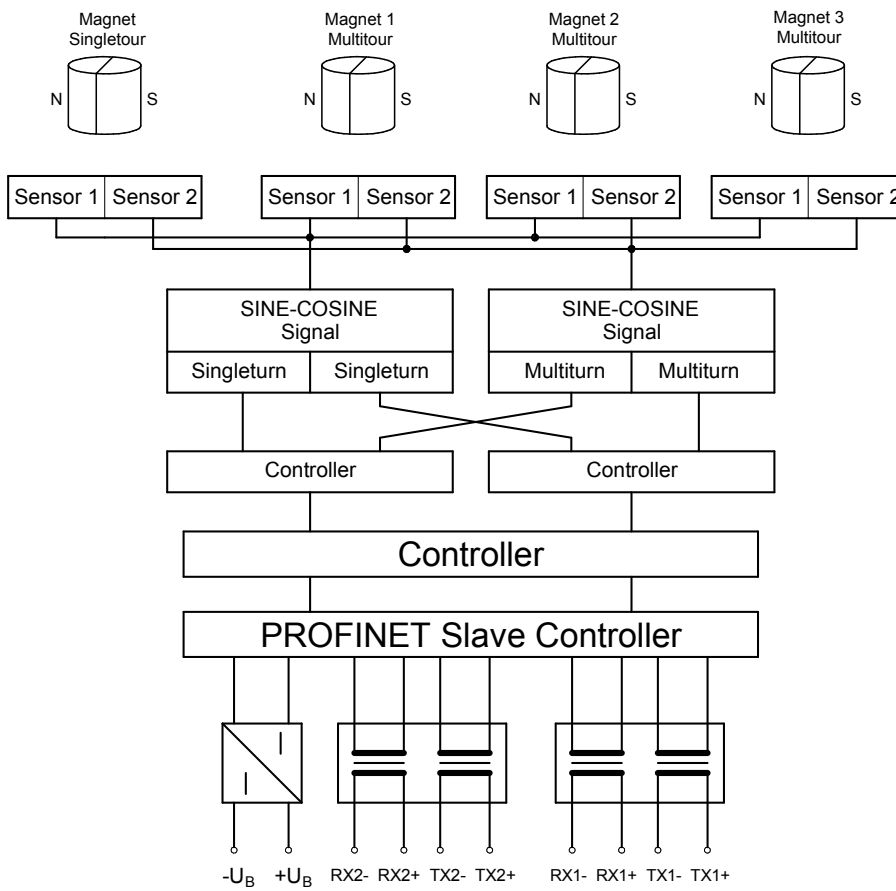 Magnet
Singletour
Magnet 1
Multitour
Magnet 2
Multitour
Magnet 3
Multitour
N S N S N S N S
Sensor 1 Sensor 2 Sensor 1 Sensor 2 Sensor 1 Sensor 2 Sensor 1 Sensor 2
SINE-COSINE
Signal
SINE-COSINE
Signal
Singleturn Singleturn Multiturn Multiturn
Controller Controller
Controller
PROFINET Slave Controller
-UB +UB RX2- RX2+ TX2- TX2+ RX1- RX1+ TX1- TX1+